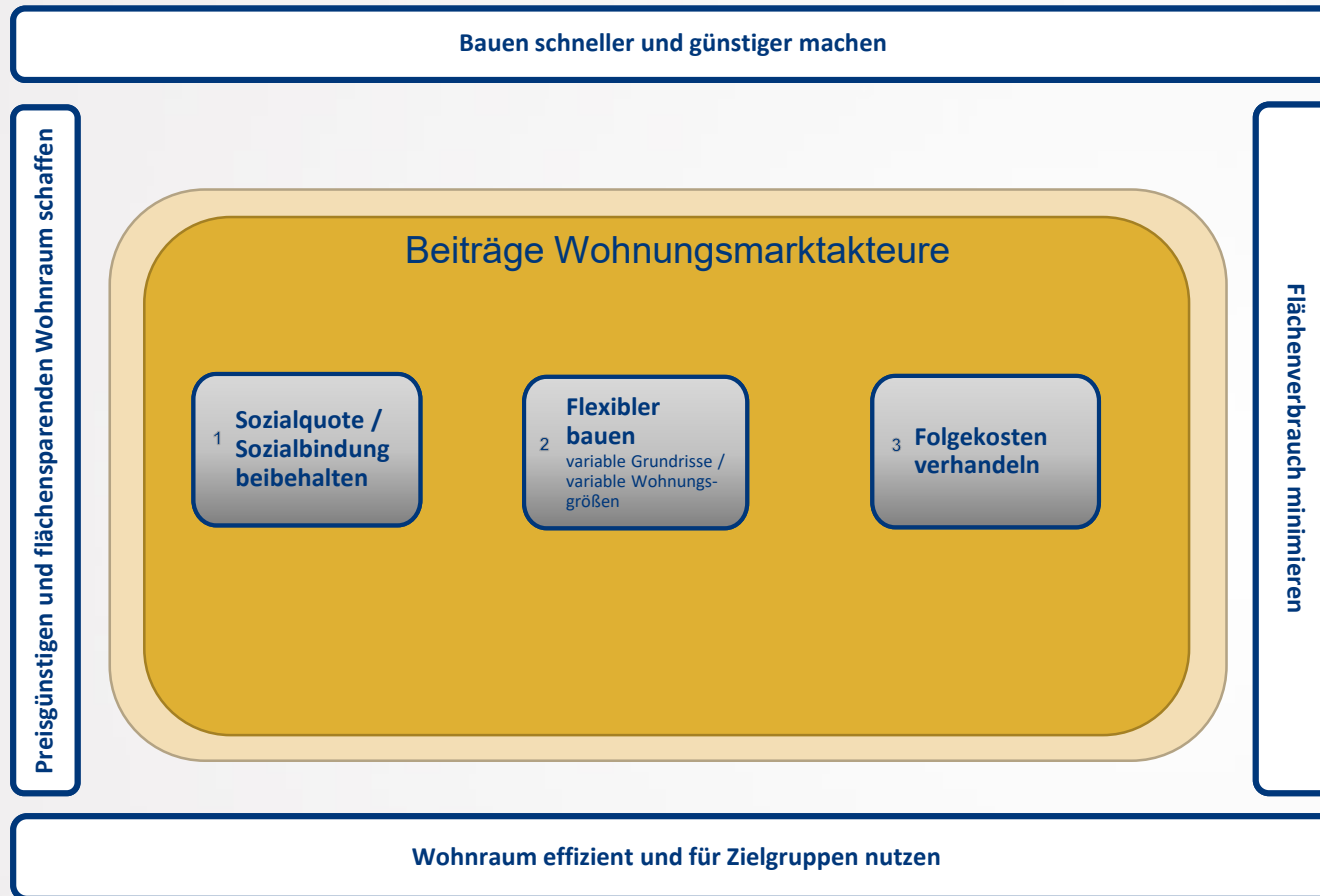 Bauen schneller und günstiger machen
Preisgünstigen und flächensparenden Wohnraum schaffen
Beiträge Wohnungsmarktakteure
1
Sozialquote /
Sozialbindung
beibehalten
2
Flexibler
bauen
variable Grundrisse /
variable Wohnungs-
größen
3
Folgekosten
verhandeln
Flächenverbrauch minimieren
Wohnraum effizient und für Zielgruppen nutzen